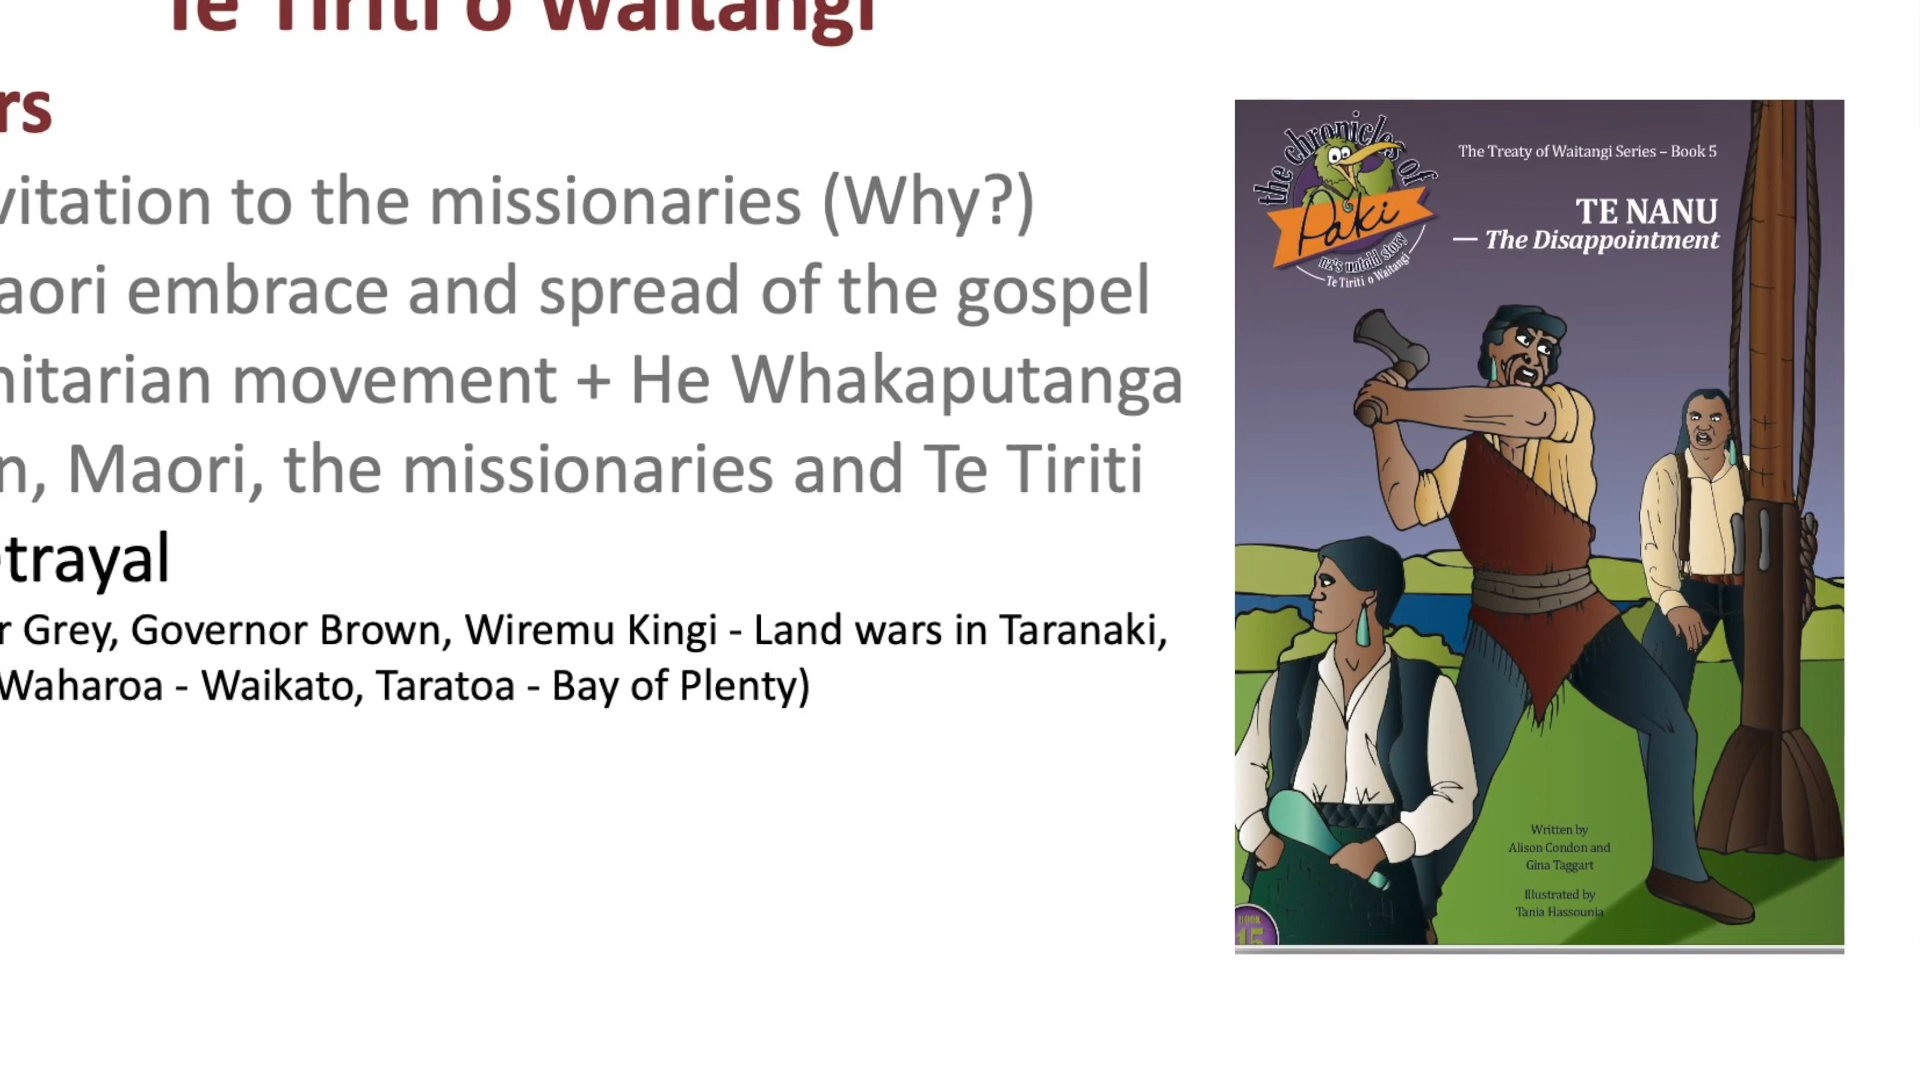 Te Tiriti o Waitangi
rs
vitation to the missionaries (Why?)
aori embrace and spread of the gospel
nitarian movement + He Whakaputanga
n, Maori, the missionaries and Te Tiriti
trayal
r Grey, Governor Brown, Wiremu Kingi - Land wars in Taranaki,
Waharoa - Waikato, Taratoa - Bay of Plenty)
the chronicles of
Paki
nz's untold story
Te Tiriti o Waitangi
The Treaty of Waitangi Series – Book 5
TE NANU
— The Disappointment
Written by
Alison Condon and
Gina Taggart
Illustrated by
Tania Hassounia
BOOK
15